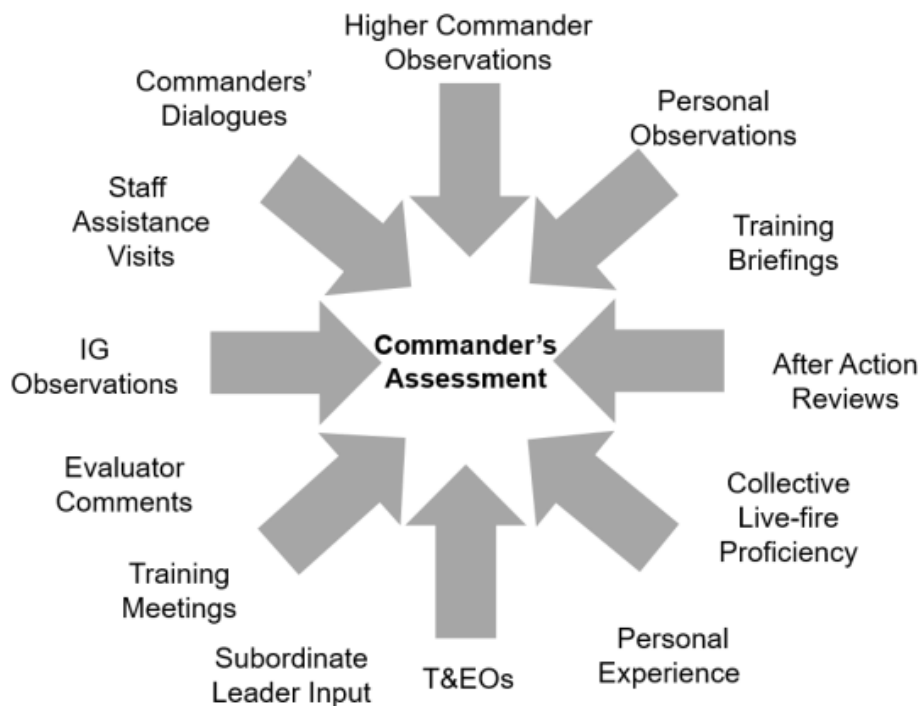 Higher Commander
Observations
Commanders’
Dialogues
Personal
Observations
Staff
Assistance
Visits
Training
Briefings
IG
Observations
Commander’s
Assessment
After Action
Reviews
Evaluator
Comments
Collective
Live-fire
Proficiency
Training
Meetings
Subordinate
Leader Input
T&EOs
Personal
Experience